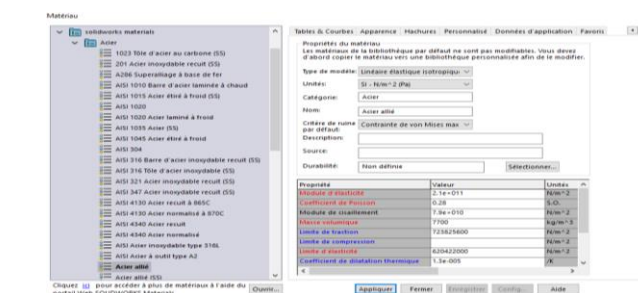 Matériau
solidworks materials
Acier
1023 Tôle d'acier au carbone (SS)
201 Acier inoxydable recuit (SS)
A286 Superalliage à base de fer
AISI 1010 Barre d'acier laminée à chaud
AISI 1015 Acier étiré à froid (SS)
AISI 1020
AISI 1020 Acier laminé à froid
AISI 1035 Acier (SS)
AISI 1045 Acier étiré à froid
AISI 304
AISI 316 Barre d'acier inoxydable recuit (SS)
AISI 316 Tôle d'acier inoxydable (SS)
AISI 321 Acier inoxydable recuit (SS)
AISI 347 Acier inoxydable recuit (SS)
AISI 4130 Acier recuit à 865C
AISI 4130 Acier normalisé à 870C
AISI 4340 Acier recuit
AISI 4340 Acier normalisé
AISI Acier inoxydable type 316L
AISI Acier à outil type A2
Acier allié
Acier allié (SS)
Cliquez ici pour accéder à plus de matériaux à l'aide du
portail Web SOLIDWORKS Materials.
Ouvrir...
Tables & Courbes Apparence Hachures Personnalisé Données d'application Favoris
Propriétés du matériau
Les matériaux de la bibliothèque par défaut ne sont pas modifiables. Vous devez
d'abord copier le matériau vers une bibliothèque personnalisée afin de le modifier.
Type de modèle: Linéaire élastique isotropique
Unités: SI - N/m^2 (Pa)
Catégorie: Acier
Nom: Acier allié
Critère de ruine par défaut: Contrainte de von Mises max
Description:
Source:
Durabilité: Non définie Sélectionner...
Propriété Valeur Unités
Module d'élasticité 2.1e+011 N/m^2
Coefficient de Poisson 0.28 S.O.
Module de cisaillement 7.9e+010 N/m^2
Masse volumique 7700 kg/m^3
Limite de traction 723825600 N/m^2
Limite de compression N/m^2
Limite d'élasticité 620422000 N/m^2
Coefficient de dilatation thermique 1.3e-005 /K
Appliquer Fermer Enregistrer Config... Aide